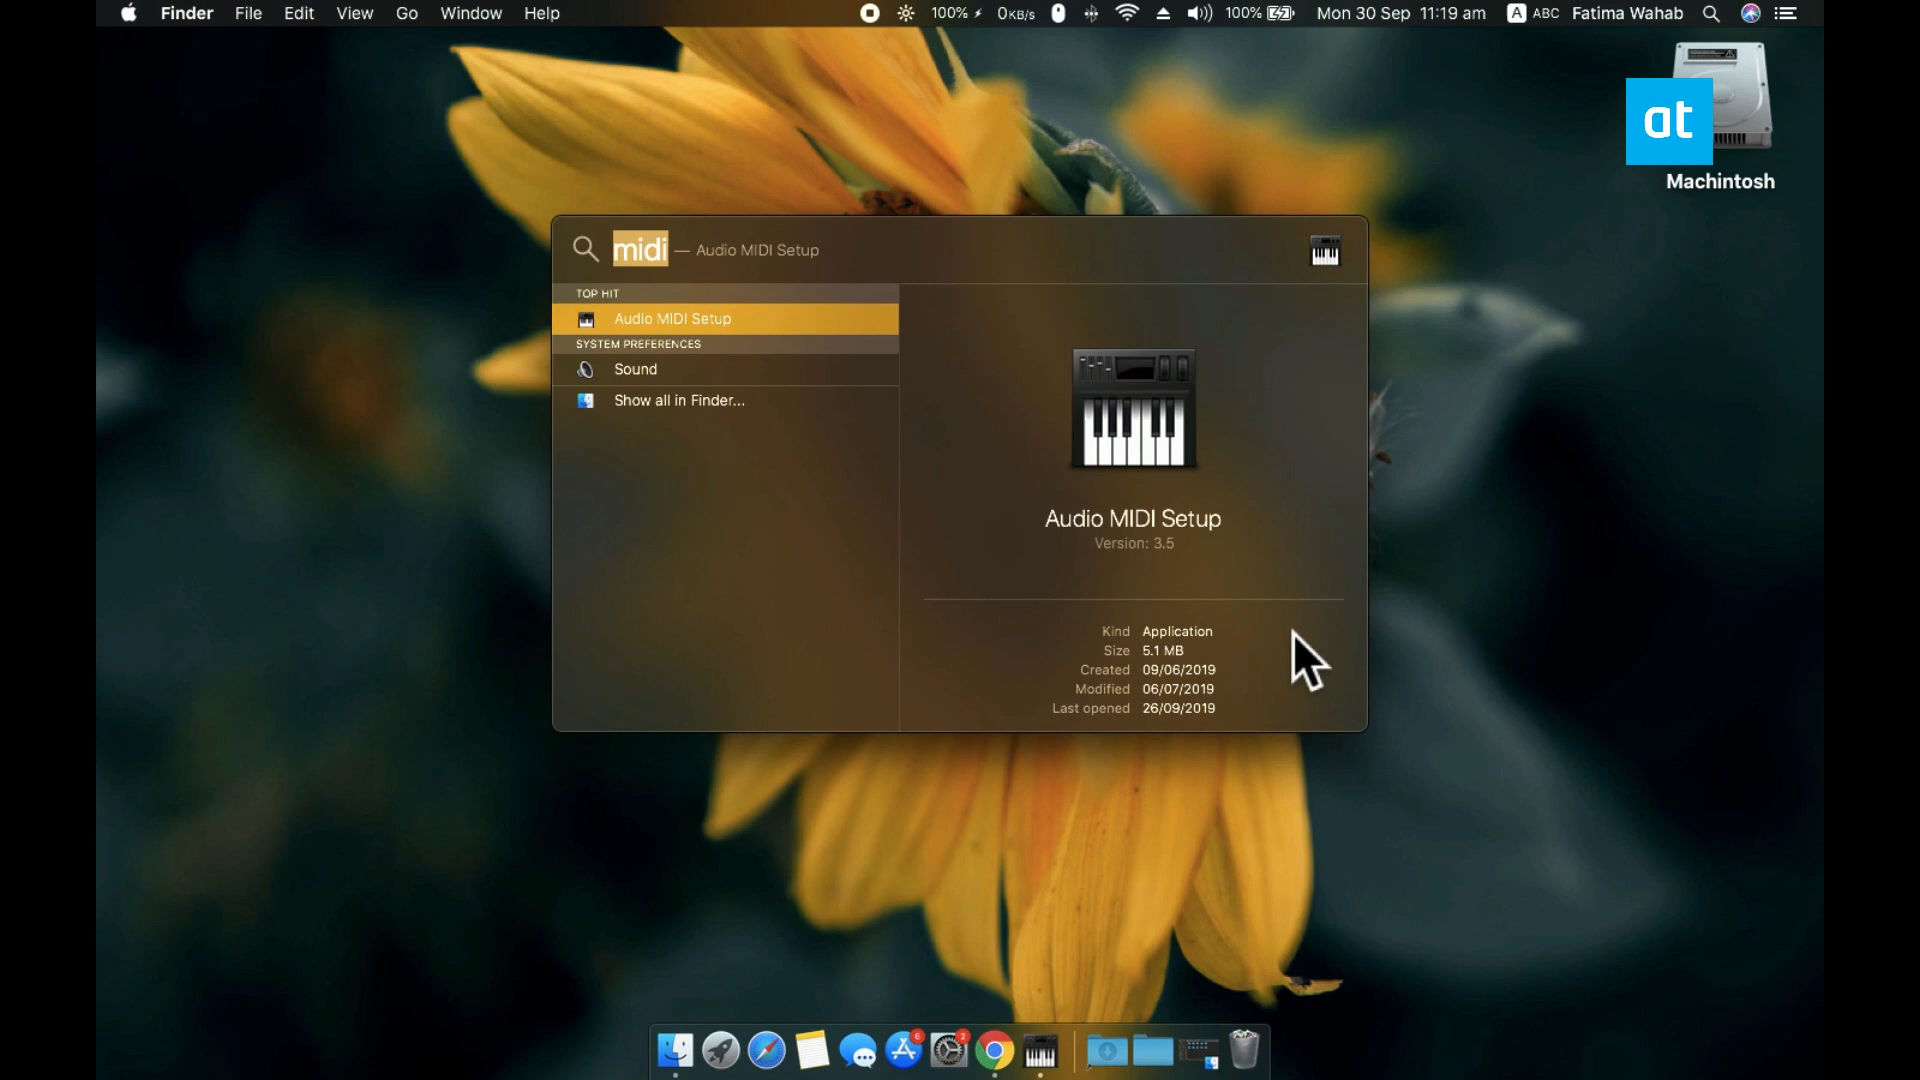 Finder File Edit View Go Window Help 100% 0KB/s 100% Mon 30 Sep 11:19 am A ABC Fatima Wahab
at
Machintosh
midi — Audio MIDI Setup
TOP HIT
Audio MIDI Setup
SYSTEM PREFERENCES
Sound
Show all in Finder...
Audio MIDI Setup
Version: 3.5
Kind Application
Size 5.1 MB
Created 09/06/2019
Modified 06/07/2019
Last opened 26/09/2019
6 2